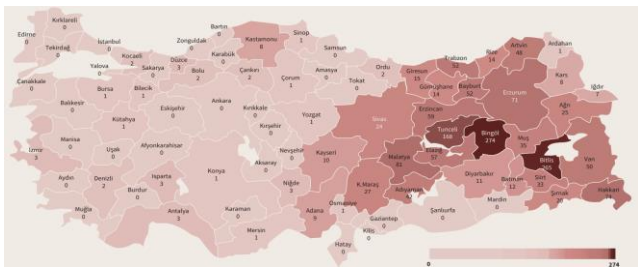 Kırklareli
0
Edirne
0
Tekirdağ
0
İstanbul
0
Yalova
0
Kocaeli
2
Sakarya
0
Düzce
3
Zonguldak
0
Bartın
0
Karabük
0
Bolu
2
Kastamonu
8
Çankırı
2
Sinop
1
Samsun
0
Çorum
1
Amasya
0
Tokat
0
Ordu
2
Giresun
15
Gümüşhane
14
Trabzon
52
Bayburt
52
Rize
14
Artvin
48
Ardahan
1
Kars
8
Iğdır
7
Erzurum
71
Ağrı
25
Çanakkale
0
Balıkesir
0
Bursa
1
Bilecik
1
Kütahya
1
Eskişehir
0
Ankara
0
Kırıkkale
0
Kırşehir
0
Yozgat
1
Sivas
Erzincan
Tunceli
168
Bingöl
274
Muş
35
Bitlis
Van
50
Manisa
0
İzmir
3
Uşak
0
Afyonkarahisar
0
Aksaray
0
Nevşehir
0
Kayseri
10
Malatya
Elazığ
57
Diyarbakır
11
Batman
12
Siirt
33
Şırnak
Hakkari
Aydın
0
Denizli
2
Burdur
0
Isparta
3
Konya
1
Niğde
3
Adana
K.Maraş
27
Adıyaman
Muğla
0
Antalya
3
Karaman
0
Mersin
1
Osmaniye
Gaziantep
0
Kilis
0
Hatay
0
Şanlıurfa
0
Mardin
0
0
274